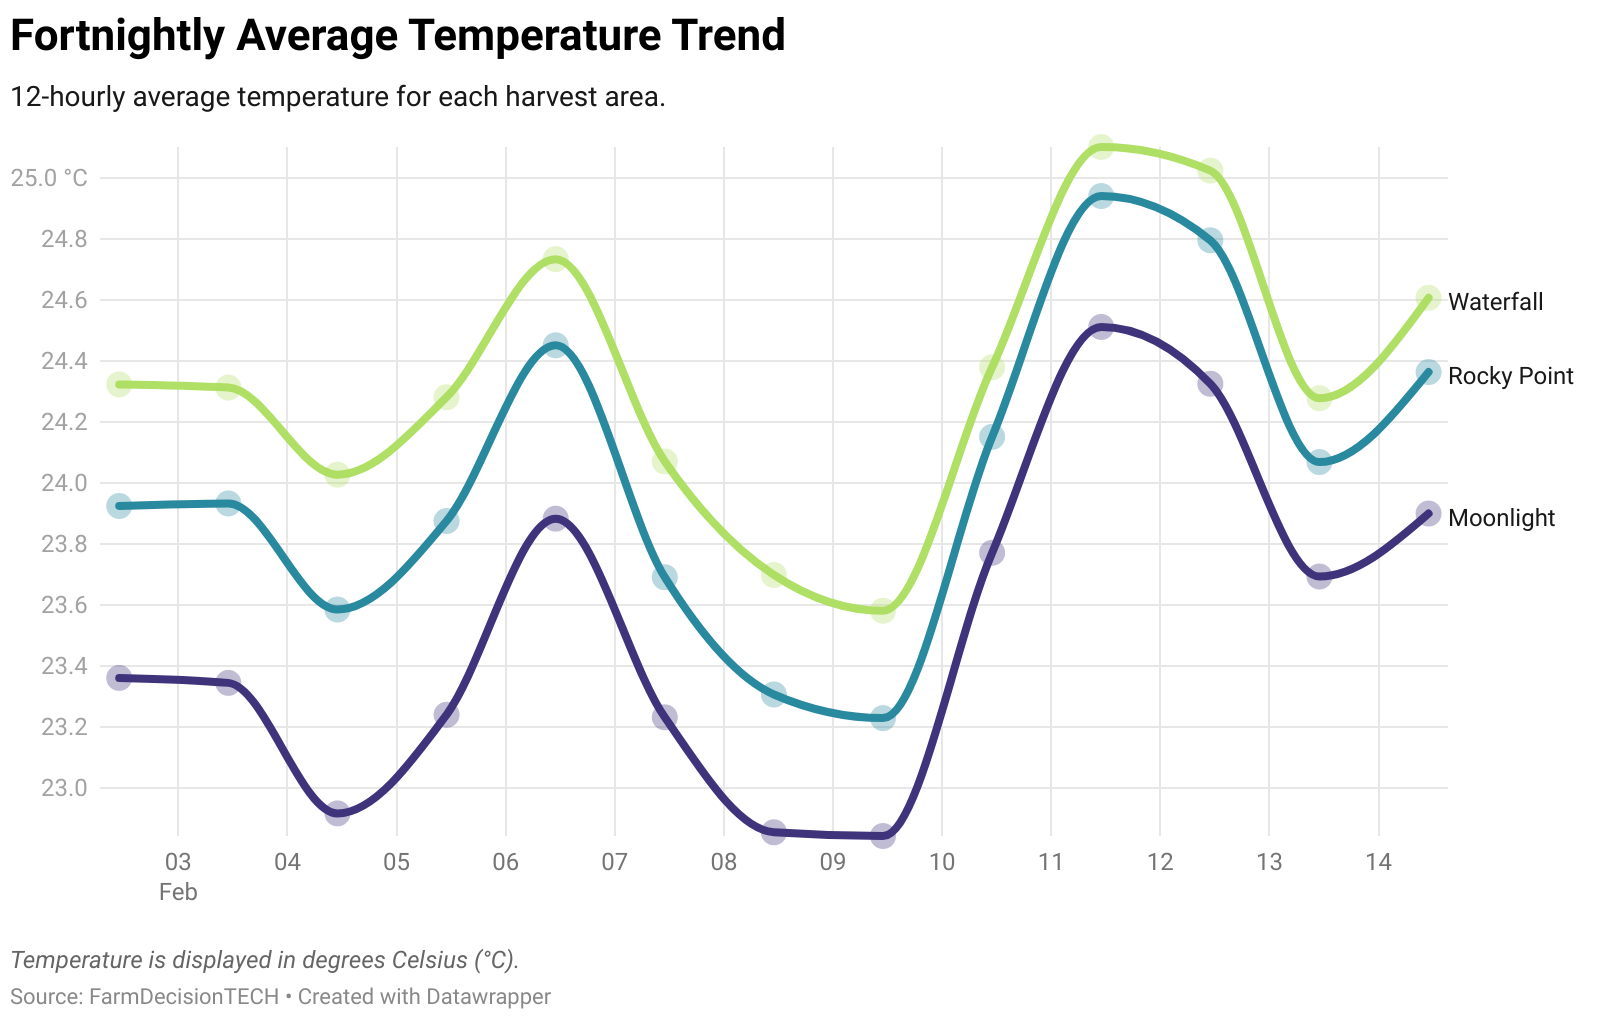 Fortnightly Average Temperature Trend
12-hourly average temperature for each harvest area.
25.0 °C
24.8
24.6
24.4
24.2
24.0
23.8
23.6
23.4
23.2
23.0
Waterfall
Rocky Point
Moonlight
03 04 05 06 07 08 09 10 11 12 13 14
Feb
Temperature is displayed in degrees Celsius (°C).
Source: FarmDecisionTECH • Created with Datawrapper